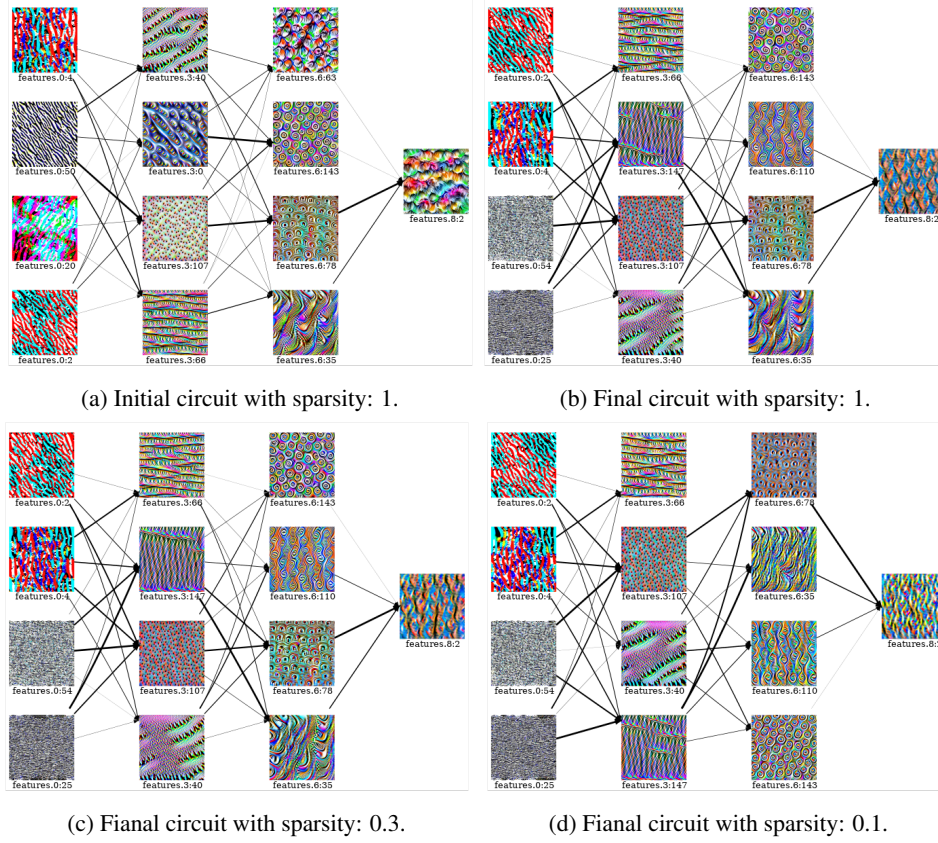 features.0:4 features.3:40 features.6:63
features.0:50 features.3:0 features.6:143
features.8:2
features.0:20 features.3:107 features.6:78
features.0:2 features.3:66 features.6:35
(a) Initial circuit with sparsity: 1.
features.0:2 features.3:66 features.6:143
features.0:4 features.3:147 features.6:110
features.8:2
features.0:54 features.3:107 features.6:78
features.0:25 features.3:40 features.6:35
(b) Final circuit with sparsity: 1.
features.0:2 features.3:66 features.6:143
features.0:4 features.3:147 features.6:110
features.8:2
features.0:54 features.3:107 features.6:78
features.0:25 features.3:40 features.6:35
(c) Fianal circuit with sparsity: 0.3.
features.0:2 features.3:66 features.6:78
features.0:4 features.3:107 features.6:35
features.0:54 features.3:40 features.6:110
features.0:25 features.3:147 features.6:143
(d) Fianal circuit with sparsity: 0.1.